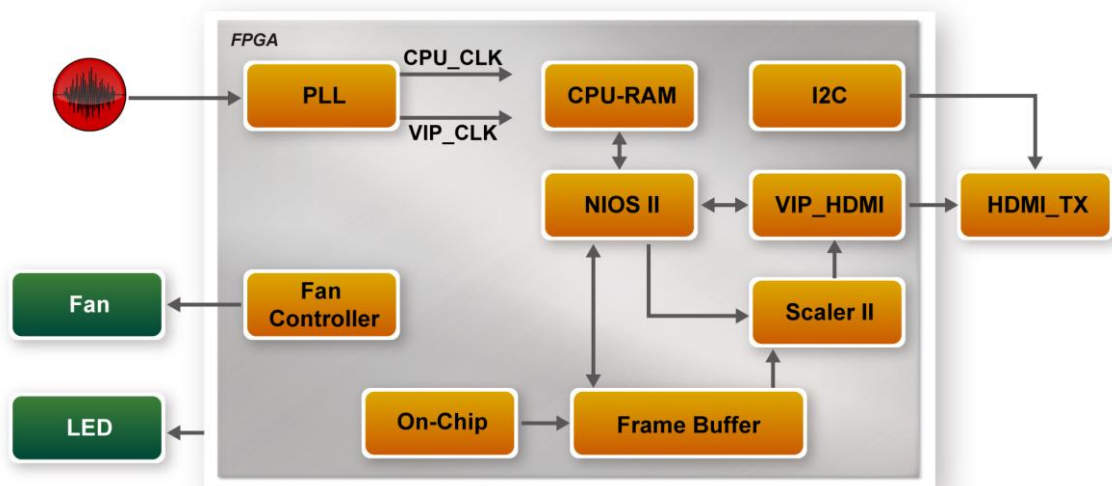 FPGA
CPU_CLK
PLL
VIP_CLK
CPU-RAM
I2C
NIOS II
VIP_HDMI
HDMI_TX
Fan
Fan
Controller
Scaler II
LED
On-Chip
Frame Buffer